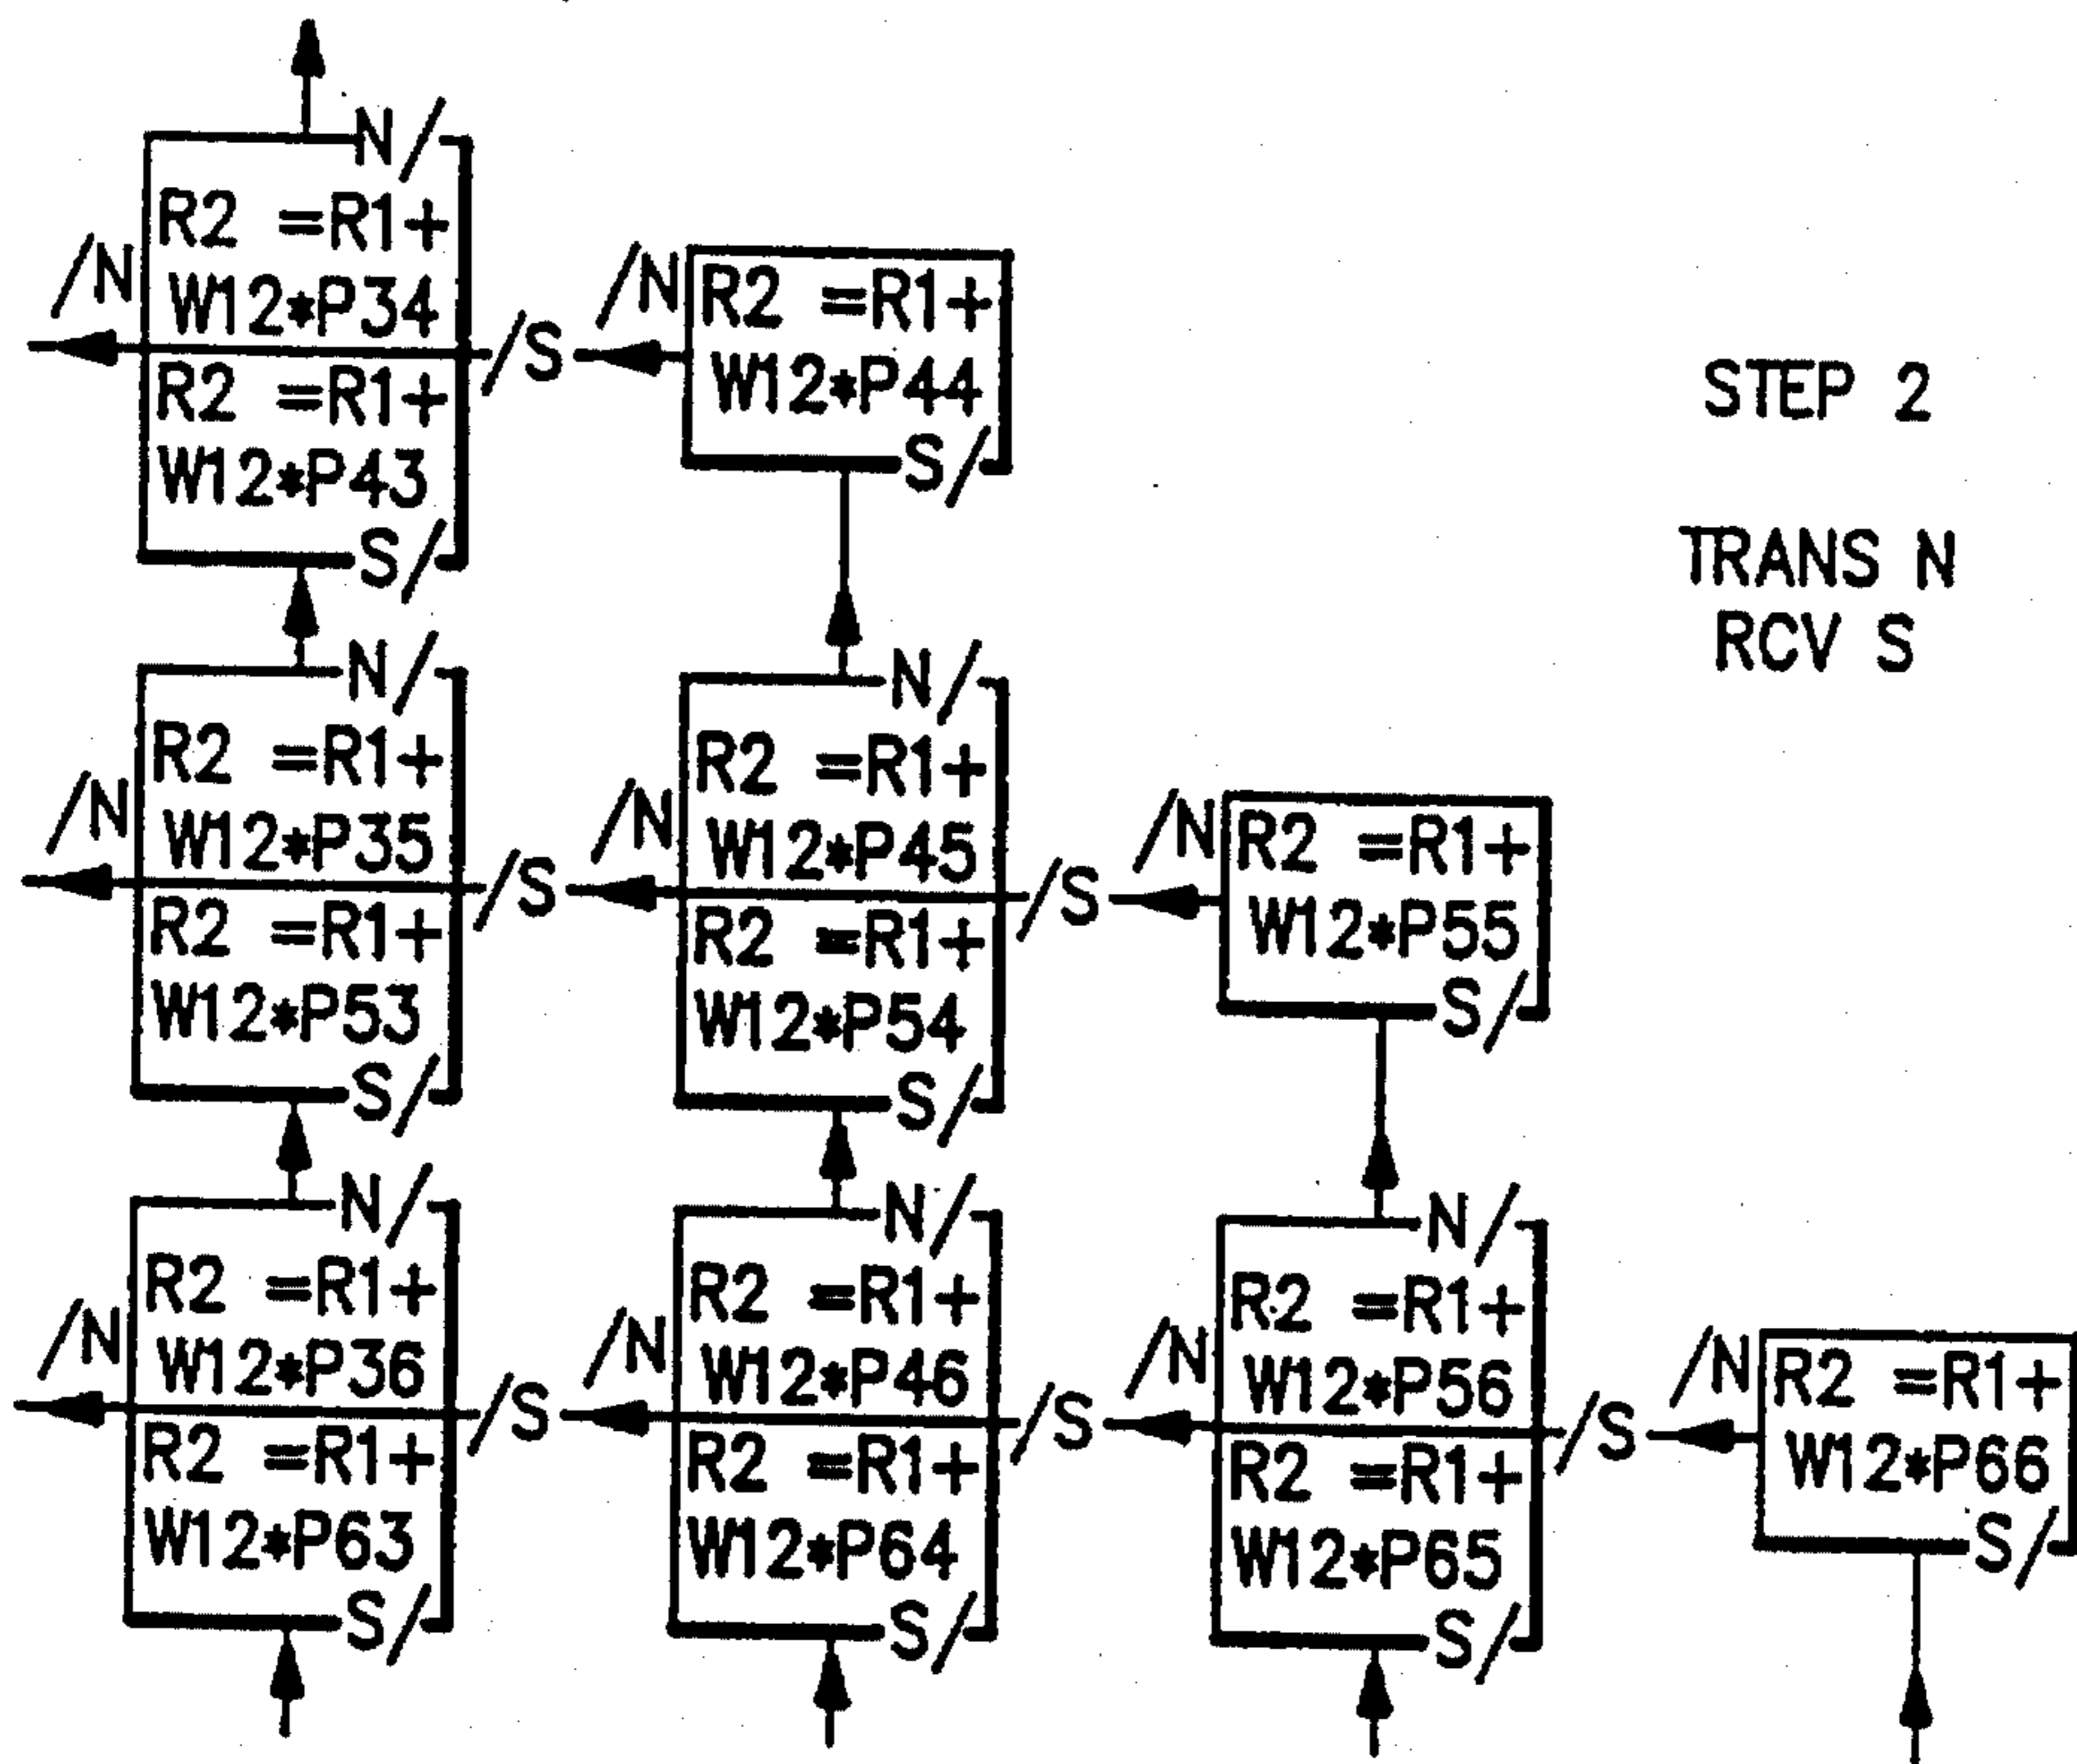 N/
R2 =R1+
/N
W12*P34
/S
R2 =R1+
W12*P43
S/
/N
R2 =R1+
W12*P44
S/
STEP 2
TRANS N
RCV S
N/
R2 =R1+
/N
W12*P35
/S
R2 =R1+
W12*P53
S/
N/
R2 =R1+
/N
W12*P45
/S
R2 =R1+
W12*P54
S/
/N
R2 =R1+
W12*P55
S/
N/
R2 =R1+
/N
W12*P36
/S
R2 =R1+
W12*P63
S/
N/
R2 =R1+
/N
W12*P46
/S
R2 =R1+
W12*P64
S/
N/
R2 =R1+
/N
W12*P56
/S
R2 =R1+
W12*P65
S/
/N
R2 =R1+
W12*P66
S/